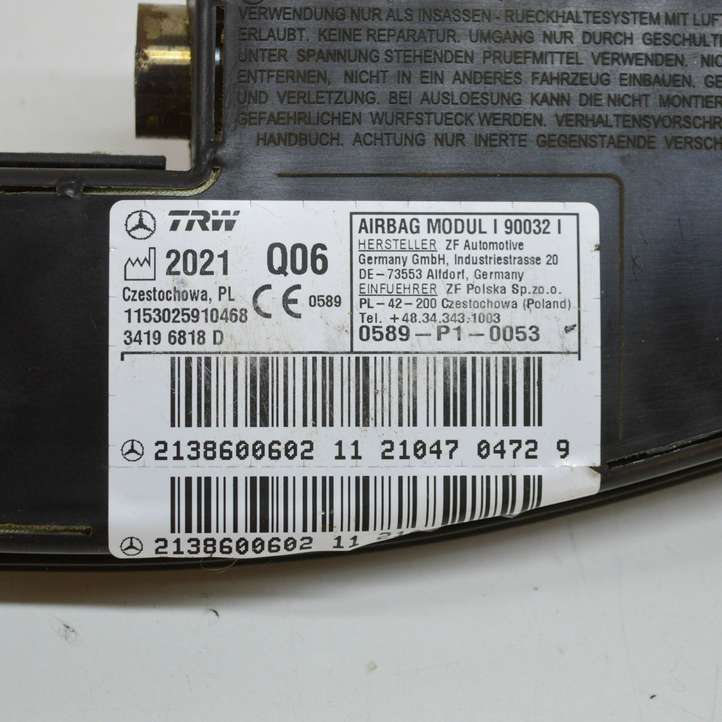 VERWENDUNG NUR ALS INSASSEN - RUECKHALTESYSTEM MIT LUFT
ERLAUBT. KEINE REPARATUR. UMGANG NUR DURCH GESCHULTE
UNTER SPANNUNG STEHENDEN PRUEFMITTEL VERWENDEN.
ENTFERNEN, NICHT IN EIN ANDERES FAHRZEUG EINBAUEN.
UND VERLETZUNG. BEI AUSLOESUNG KANN DIE NICHT MONTIER
GEFAEHRLICHEN WURFSTUECK WERDEN. VERHALTENSVORSCHR
HANDBUCH. ACHTUNG NUR INERTE GEGENSTAENDE VERSCH
TRW
2021 Q06
Czestochowa, PL
0589
1153025910468
3419 6818 D
AIRBAG MODUL I 90032 I
HERSTELLER ZF Automotive
Germany GmbH, Industriestrasse 20
DE-73553 Alfdorf, Germany
EINFUEHRER ZF Polska Sp.zo.o.
PL-42-200 Czestochowa (Poland)
Tel. +48.34.343.1003
0589-P1-0053
2138600602 11 21047 0472 9
2138600602 11